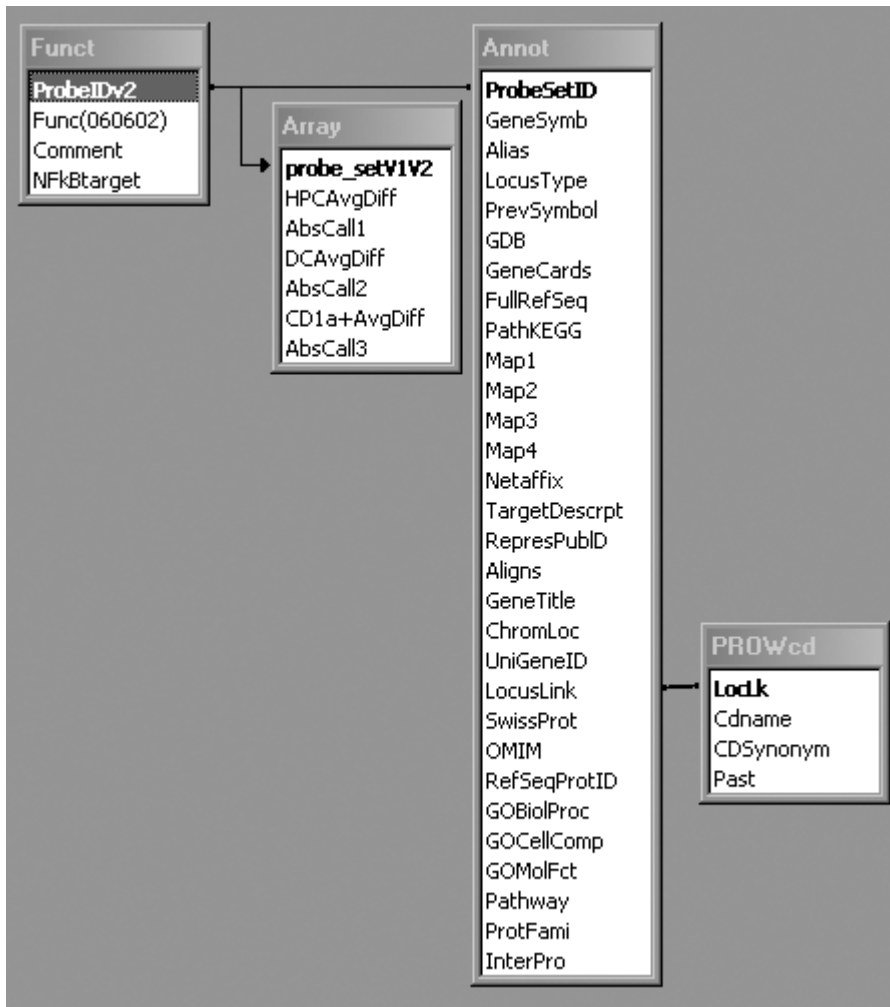 Funct
ProbeIDv2
Func(060602)
Comment
NFkBtarget
Array
probe_setV1V2
HPCAvgDiff
AbsCall1
DCAvgDiff
AbsCall2
CD1a+AvgDiff
AbsCall3
Annot
ProbeSetID
GeneSymb
Alias
LocusType
PrevSymbol
GDB
GeneCards
FullRefSeq
PathKEGG
Map1
Map2
Map3
Map4
Netaffix
TargetDescrpt
RepresPublD
Aligns
GeneTitle
ChromLoc
UniGeneID
LocusLink
SwissProt
OMIM
RefSeqProtID
GOBiolProc
GOCellComp
GOMolFct
Pathway
ProtFami
InterPro
PROWcd
LocLk
Cdname
CDSynonym
Past